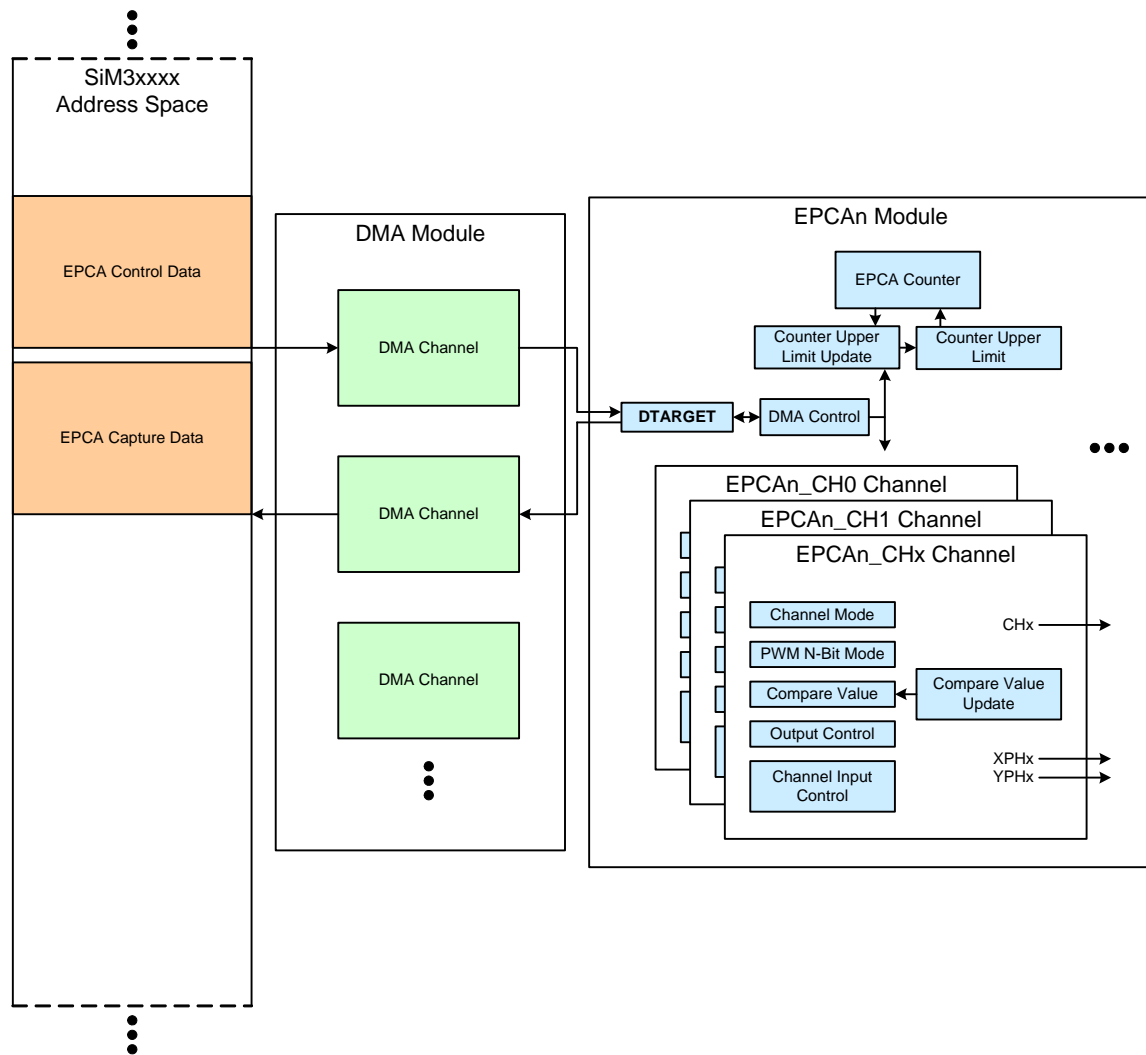 SiM3xxxx
Address Space
EPCA Control Data
EPCA Capture Data
DMA Module
DMA Channel
DMA Channel
DMA Channel
EPCAn Module
EPCA Counter
Counter Upper
Limit Update
Counter Upper
Limit
DTARGET
DMA Control
EPCAn_CH0 Channel
EPCAn_CH1 Channel
EPCAn_CHx Channel
Channel Mode
PWM N-Bit Mode
Compare Value
Output Control
Channel Input
Control
CHx
Compare Value
Update
XPHx
YPHx